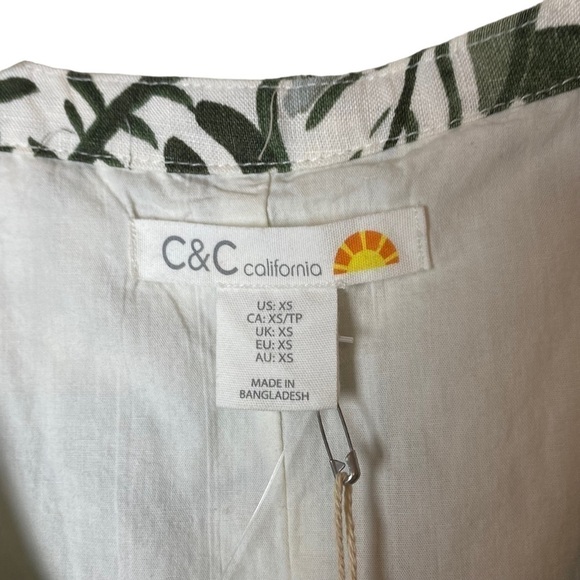 C&C california
US: XS
CA: XS/TP
UK: XS
EU: XS
AU: XS
MADE IN
BANGLADESH